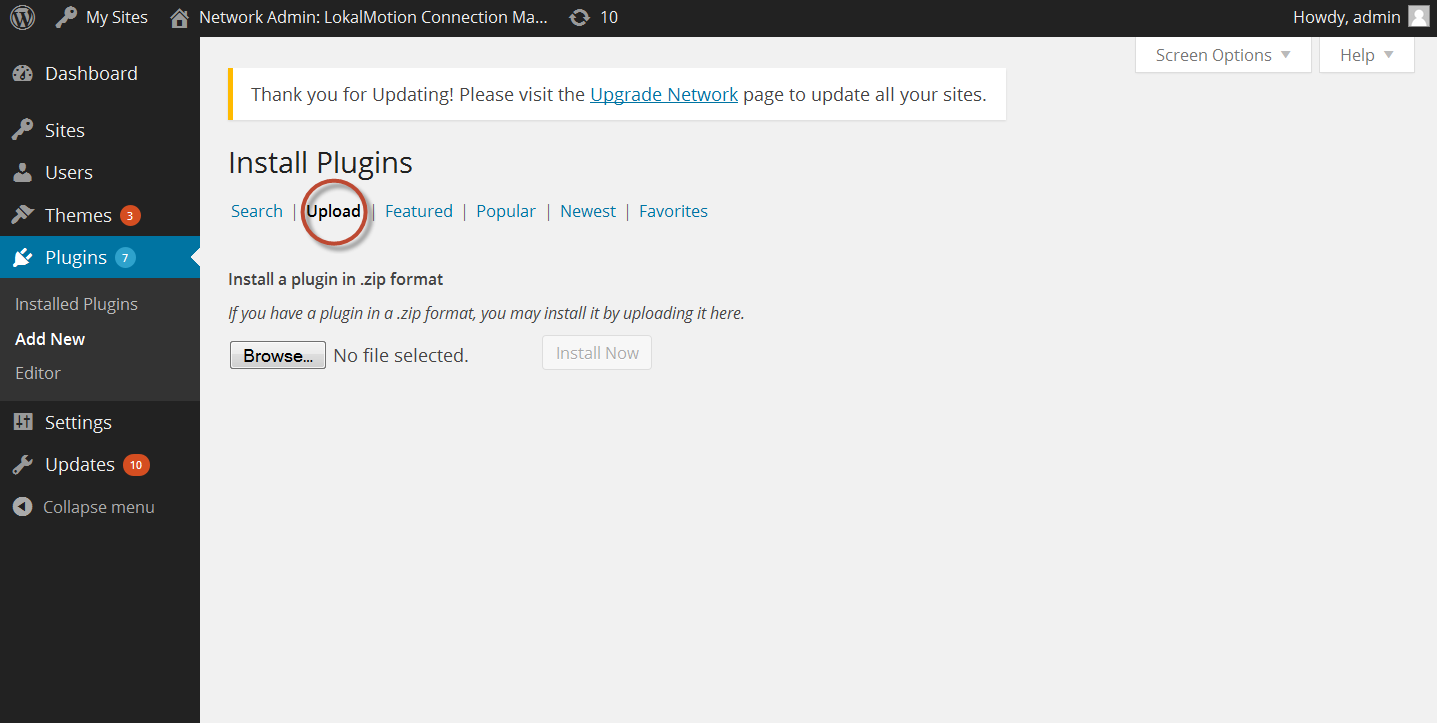 My Sites Network Admin: LokalMotion Connection Ma... 10 Howdy, admin
Screen Options Help
Dashboard
Sites
Users
Themes 3
Plugins 7
Installed Plugins
Add New
Editor
Settings
Updates 10
Collapse menu
Thank you for Updating! Please visit the Upgrade Network page to update all your sites.
Install Plugins
Search | Upload | Featured | Popular | Newest | Favorites
Install a plugin in .zip format
If you have a plugin in a .zip format, you may install it by uploading it here.
Browse... No file selected. Install Now